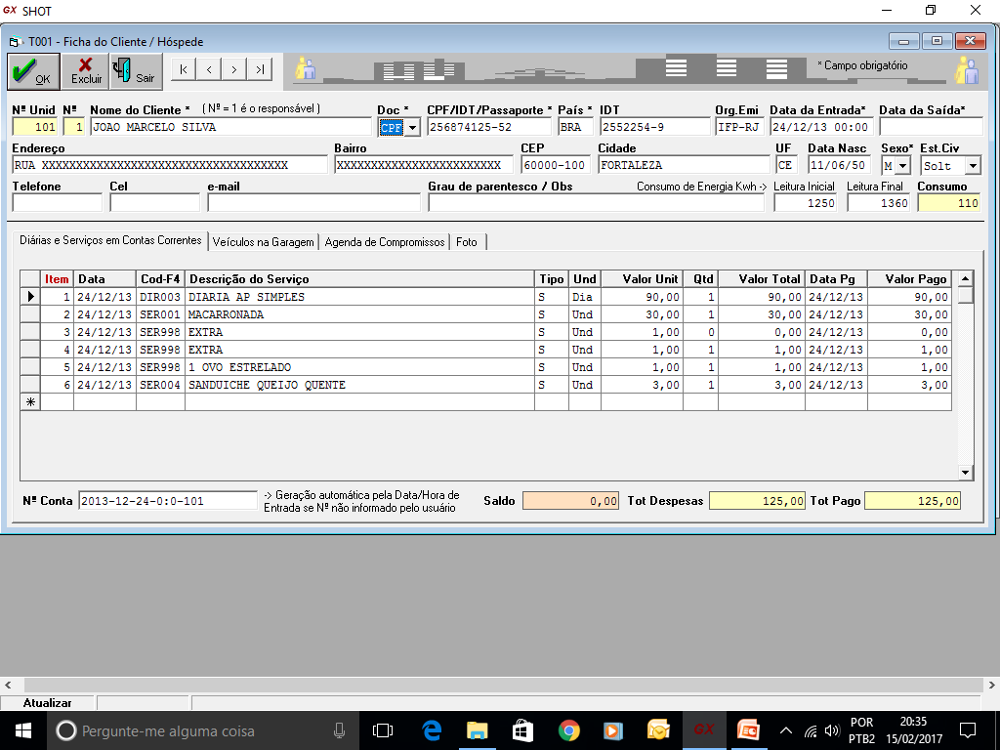 GX SHOT
T001 - Ficha do Cliente / Hóspede
OK Excluir Sair * Campo obrigatório
Nº Unid Nº Nome do Cliente * ( Nº = 1 é o responsável ) Doc * CPF/IDT/Passaporte * País * IDT Org.Emi Data da Entrada* Data da Saída*
101 1 JOAO MARCELO SILVA CPF 256874125-52 BRA 2552254-9 IFP-RJ 24/12/13 00:00
Endereço Bairro CEP Cidade UF Data Nasc Sexo* Est.Civ
RUA XXXXXXXXXXXXXXXXXXXXXXXXXXXXXXXXXXX XXXXXXXXXXXXXXXXXXXXXXXX 60000-100 FORTALEZA CE 11/06/50 M Solt
Telefone Cel e-mail Grau de parentesco / Obs Consumo de Energia Kwh -> Leitura Inicial Leitura Final Consumo
1250 1360 110
Diárias e Serviços em Contas Correntes Veículos na Garagem Agenda de Compromissos Foto
Item Data Cod-F4 Descrição do Serviço Tipo Und Valor Unit Qtd Valor Total Data Pg Valor Pago
1 24/12/13 DIR003 DIARIA AP SIMPLES S Dia 90,00 1 90,00 24/12/13 90,00
2 24/12/13 SER001 MACARRONADA S Und 30,00 1 30,00 24/12/13 30,00
3 24/12/13 SER998 EXTRA S Und 1,00 0 0,00 24/12/13 0,00
4 24/12/13 SER998 EXTRA S Und 1,00 1 1,00 24/12/13 1,00
5 24/12/13 SER998 1 OVO ESTRELADO S Und 1,00 1 1,00 24/12/13 1,00
6 24/12/13 SER004 SANDUICHE QUEIJO QUENTE S Und 3,00 1 3,00 24/12/13 3,00
Nº Conta 2013-12-24-0:0-101 -> Geração automática pela Data/Hora de
Entrada se Nº não informado pelo usuário
Saldo 0,00 Tot Despesas 125,00 Tot Pago 125,00
Atualizar
Pergunte-me alguma coisa GX POR 20:35
PTB2 15/02/2017